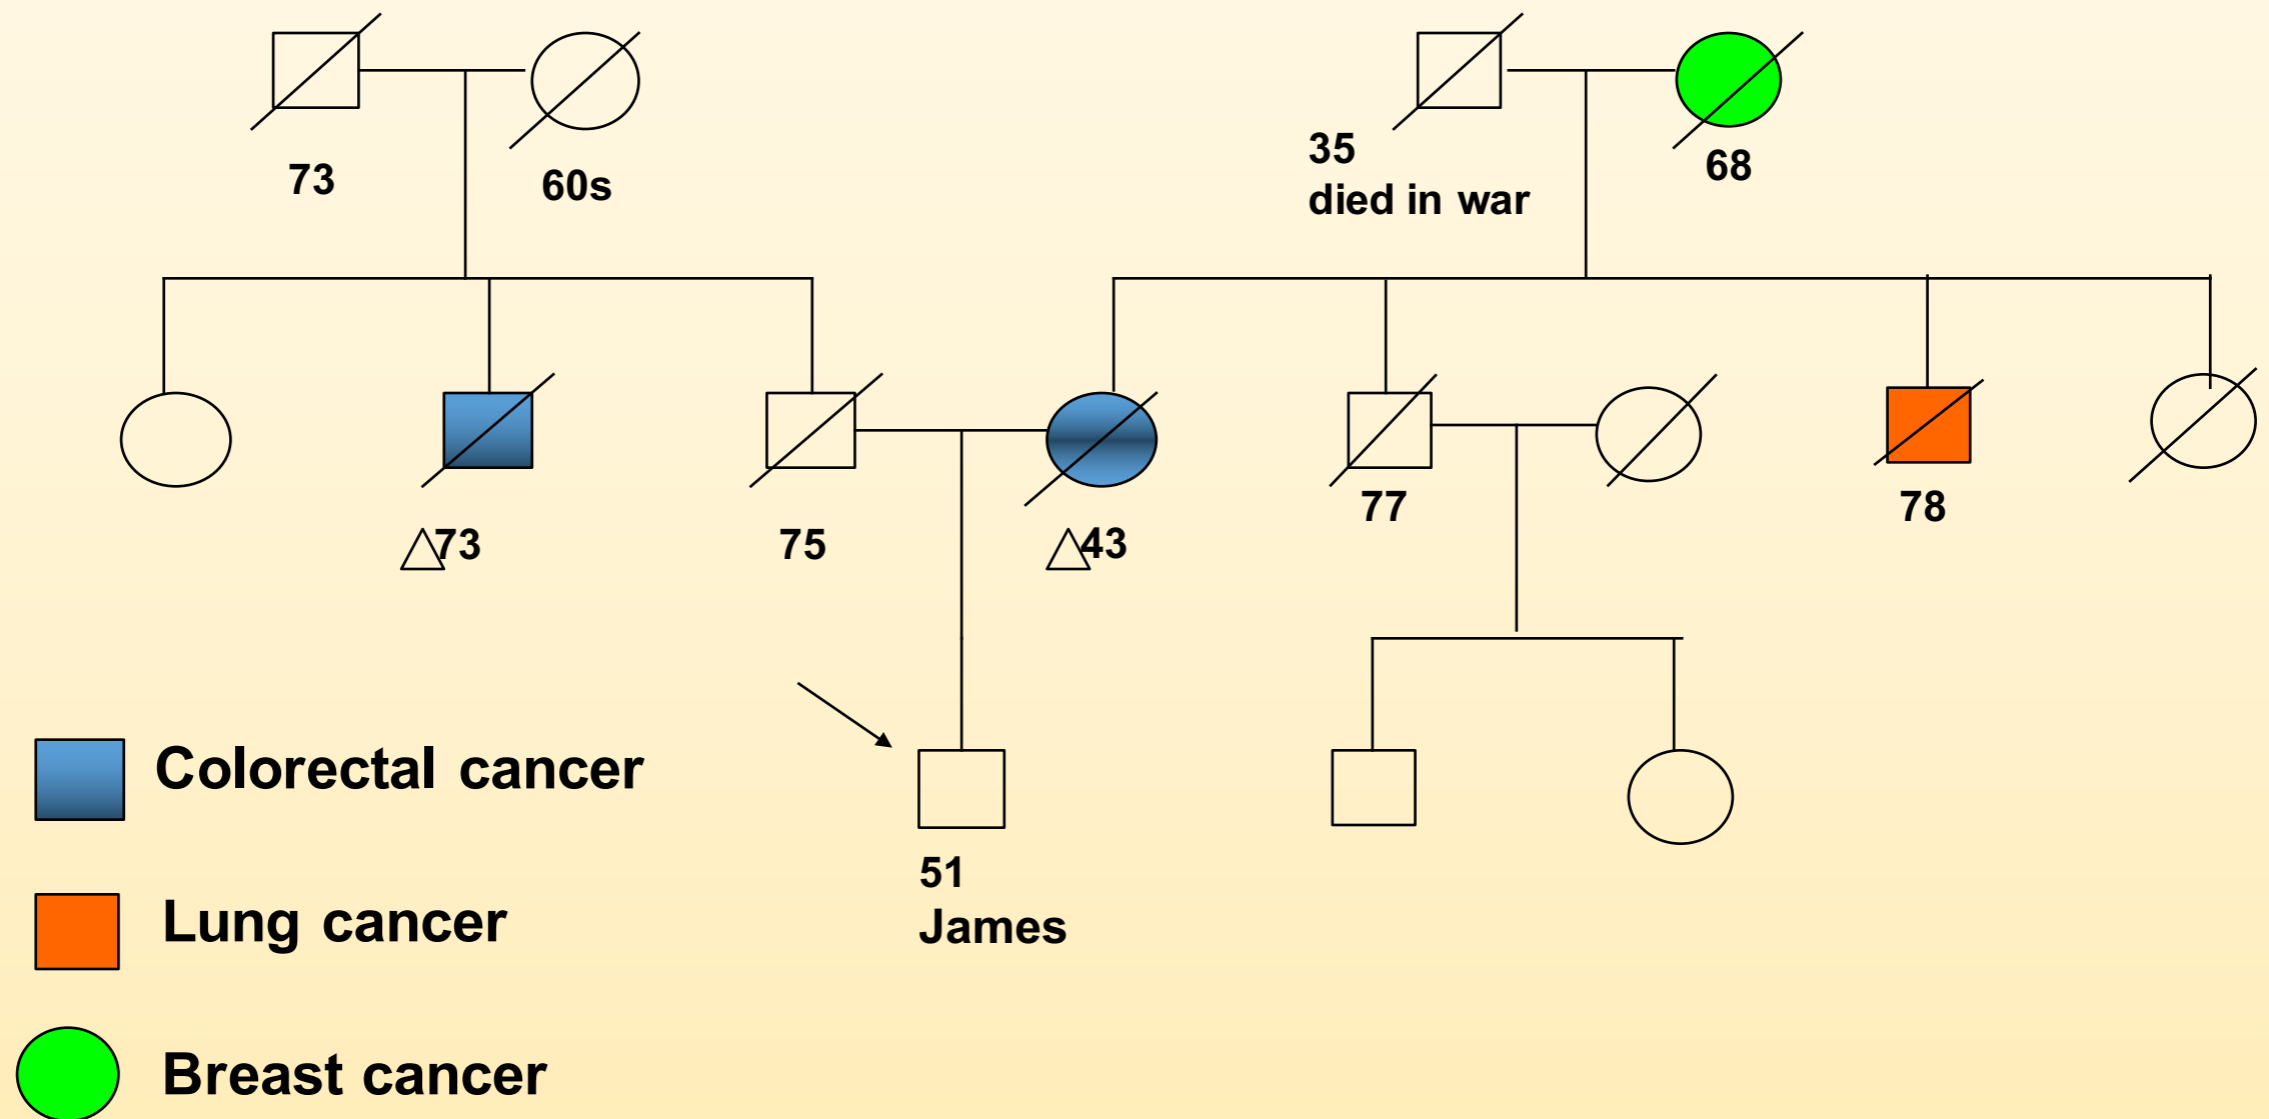 73
60s
35
died in war
68
73
75
43
77
78
51
James
Colorectal cancer
Lung cancer
Breast cancer